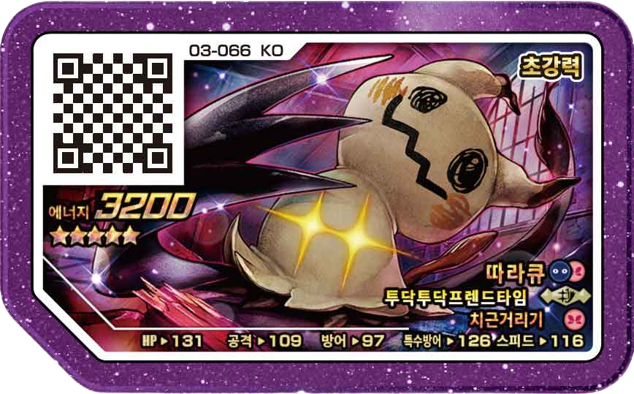 03-066 KO
초강력
에너지 3200
따라큐
투닥투닥프렌드타임
치근거리기
HP▶131 공격▶109 방어▶97 특수방어▶126 스피드▶116